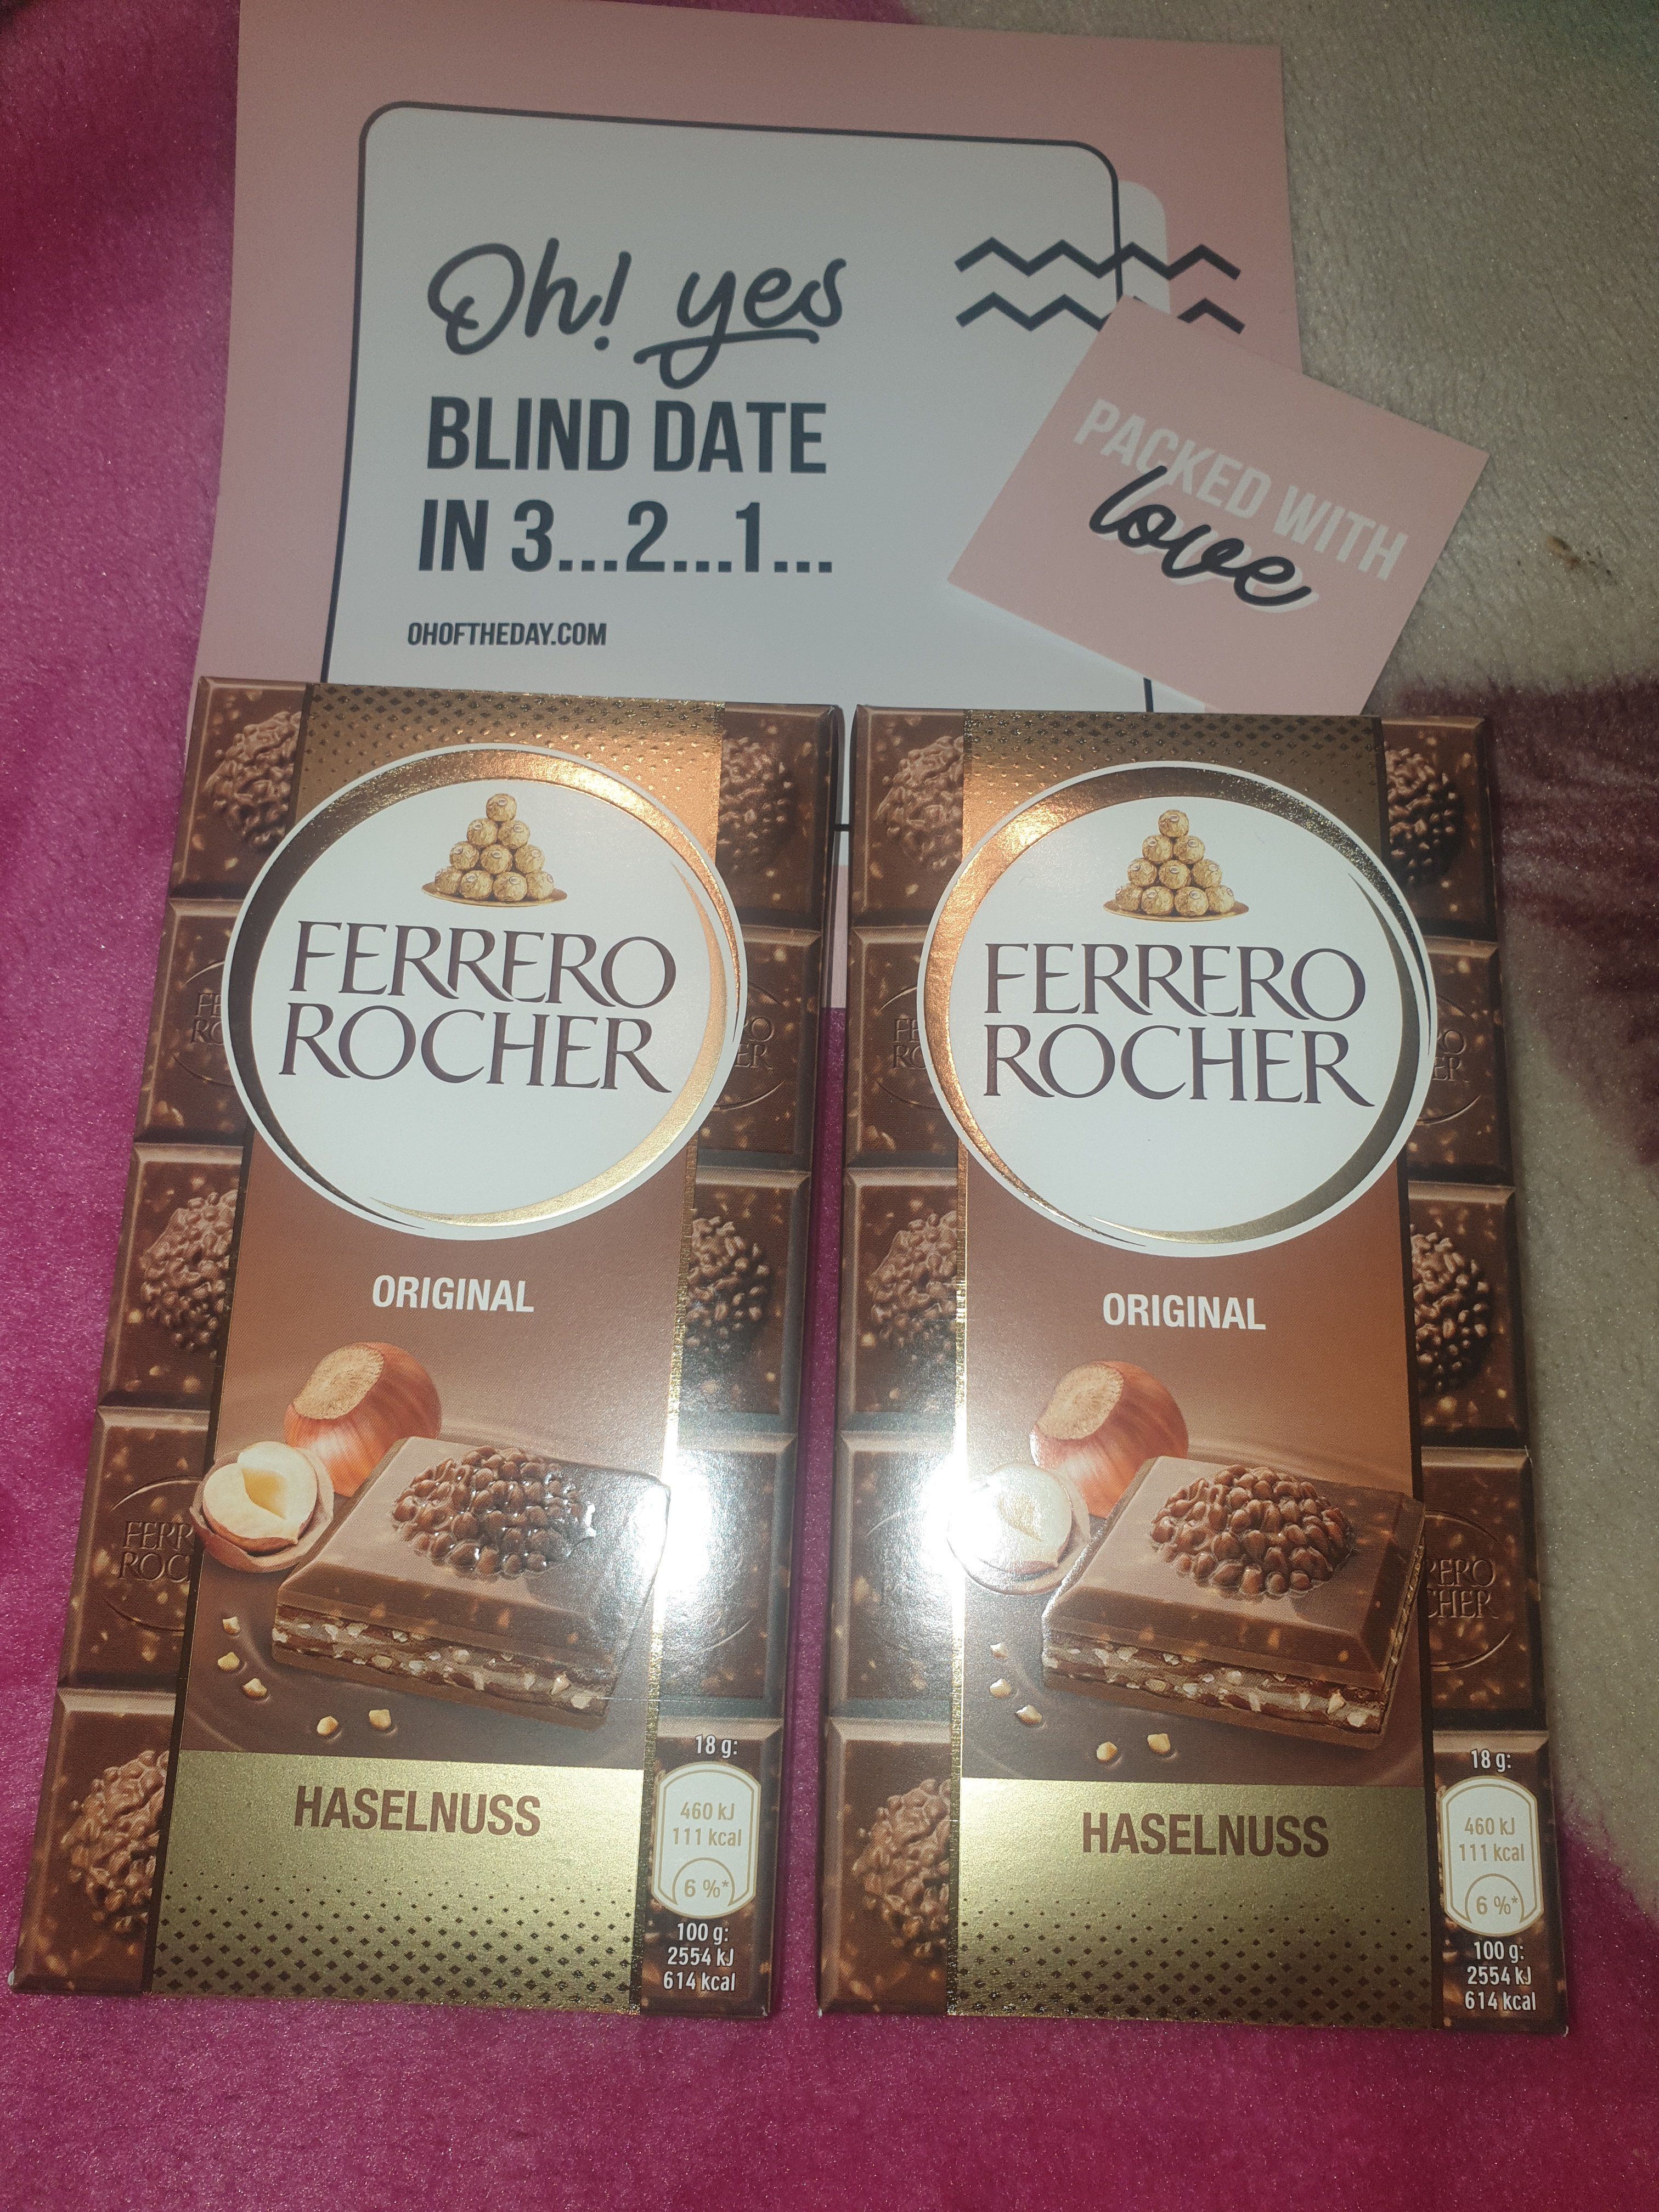 Oh! yes
BLIND DATE
IN 3...2...1...
OHOFTHEDAY.COM
PACKED WITH
love
FERRERO
ROCHER
ORIGINAL
HASELNUSS
18 g:
460 kJ
111 kcal
6 %*
100 g:
2554 kJ
614 kcal
FERRERO
ROCHER
ORIGINAL
HASELNUSS
18 g:
460 kJ
111 kcal
6 %*
100 g:
2554 kJ
614 kcal